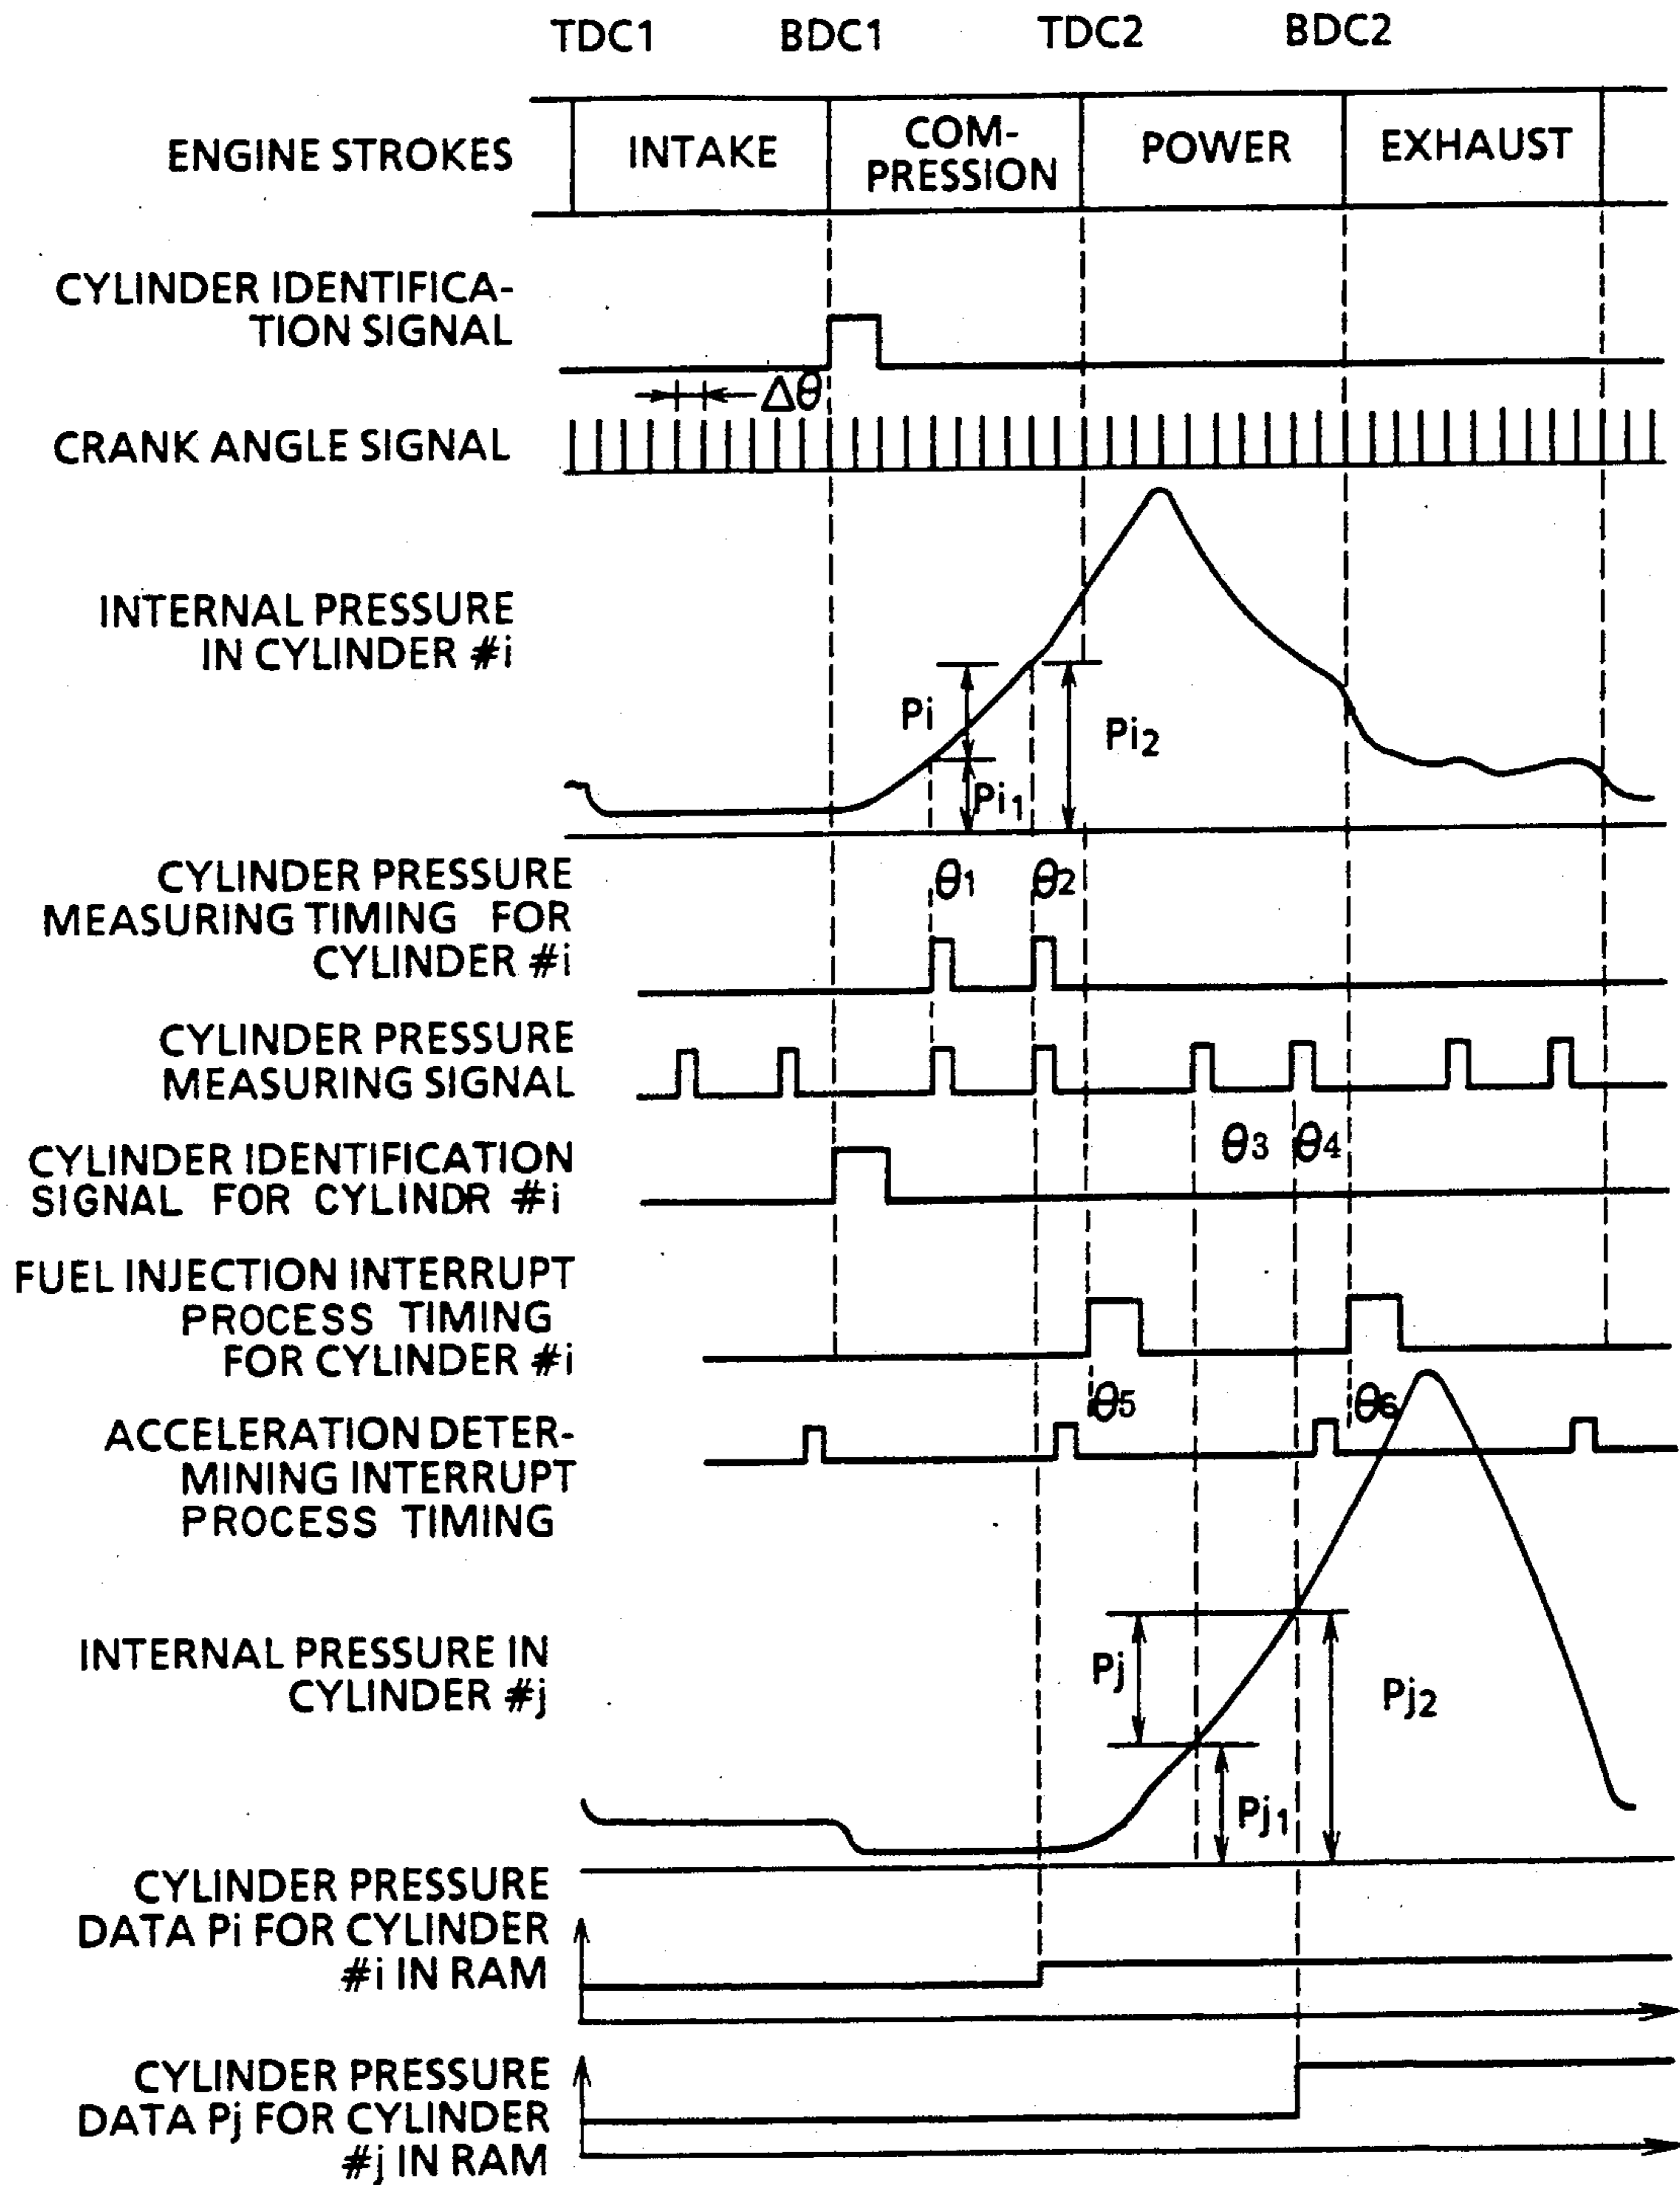 TDC1 BDC1 TDC2 BDC2
ENGINE STROKES
INTAKE
COM-
PRESSION
POWER
EXHAUST
CYLINDER IDENTIFICA-
TION SIGNAL
Δθ
CRANK ANGLE SIGNAL
INTERNAL PRESSURE
IN CYLINDER #i
Pi
Pi2
Pi1
CYLINDER PRESSURE
MEASURING TIMING FOR
CYLINDER #i
θ1 θ2
CYLINDER PRESSURE
MEASURING SIGNAL
θ3 θ4
CYLINDER IDENTIFICATION
SIGNAL FOR CYLINDR #i
FUEL INJECTION INTERRUPT
PROCESS TIMING
FOR CYLINDER #i
θ5 θ6
ACCELERATION DETER-
MINING INTERRUPT
PROCESS TIMING
INTERNAL PRESSURE IN
CYLINDER #j
Pj
Pj2
Pj1
CYLINDER PRESSURE
DATA Pi FOR CYLINDER
#i IN RAM
CYLINDER PRESSURE
DATA Pj FOR CYLINDER
#j IN RAM